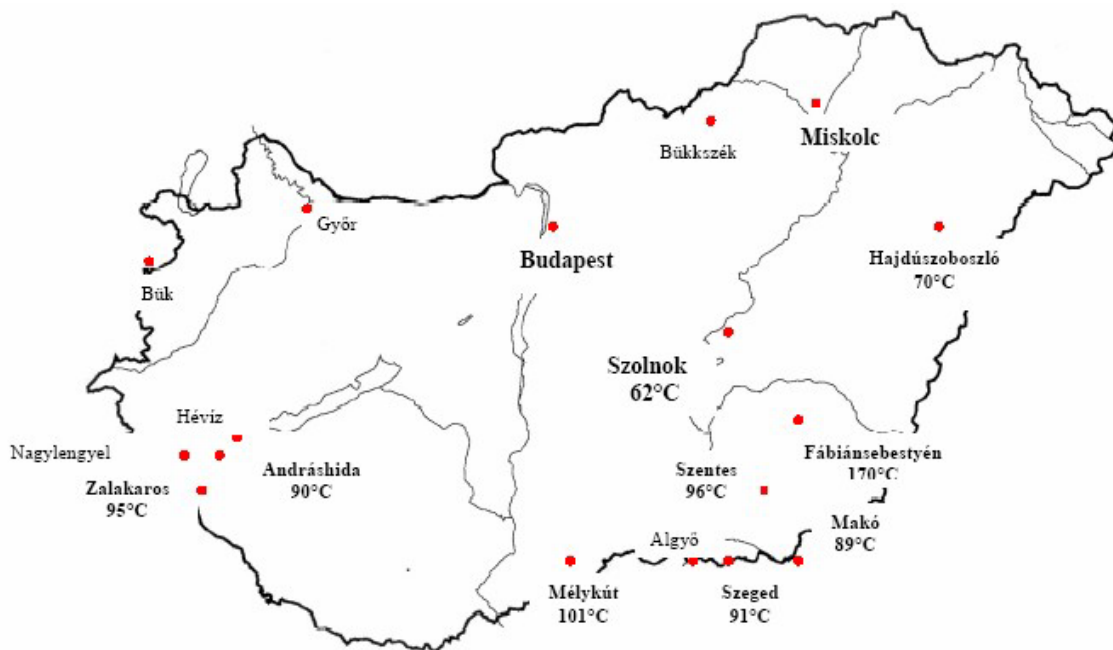 Miskolc
Bükkszék
Győr
Budapest
Hajdúszoboszló
70°C
Bük
Szolnok
62°C
Hévíz
Nagylengyel
Andráshida
90°C
Zalakaros
95°C
Fábiánsebestyén
170°C
Szentes
96°C
Makó
89°C
Algyő
Mélykút
101°C
Szeged
91°C